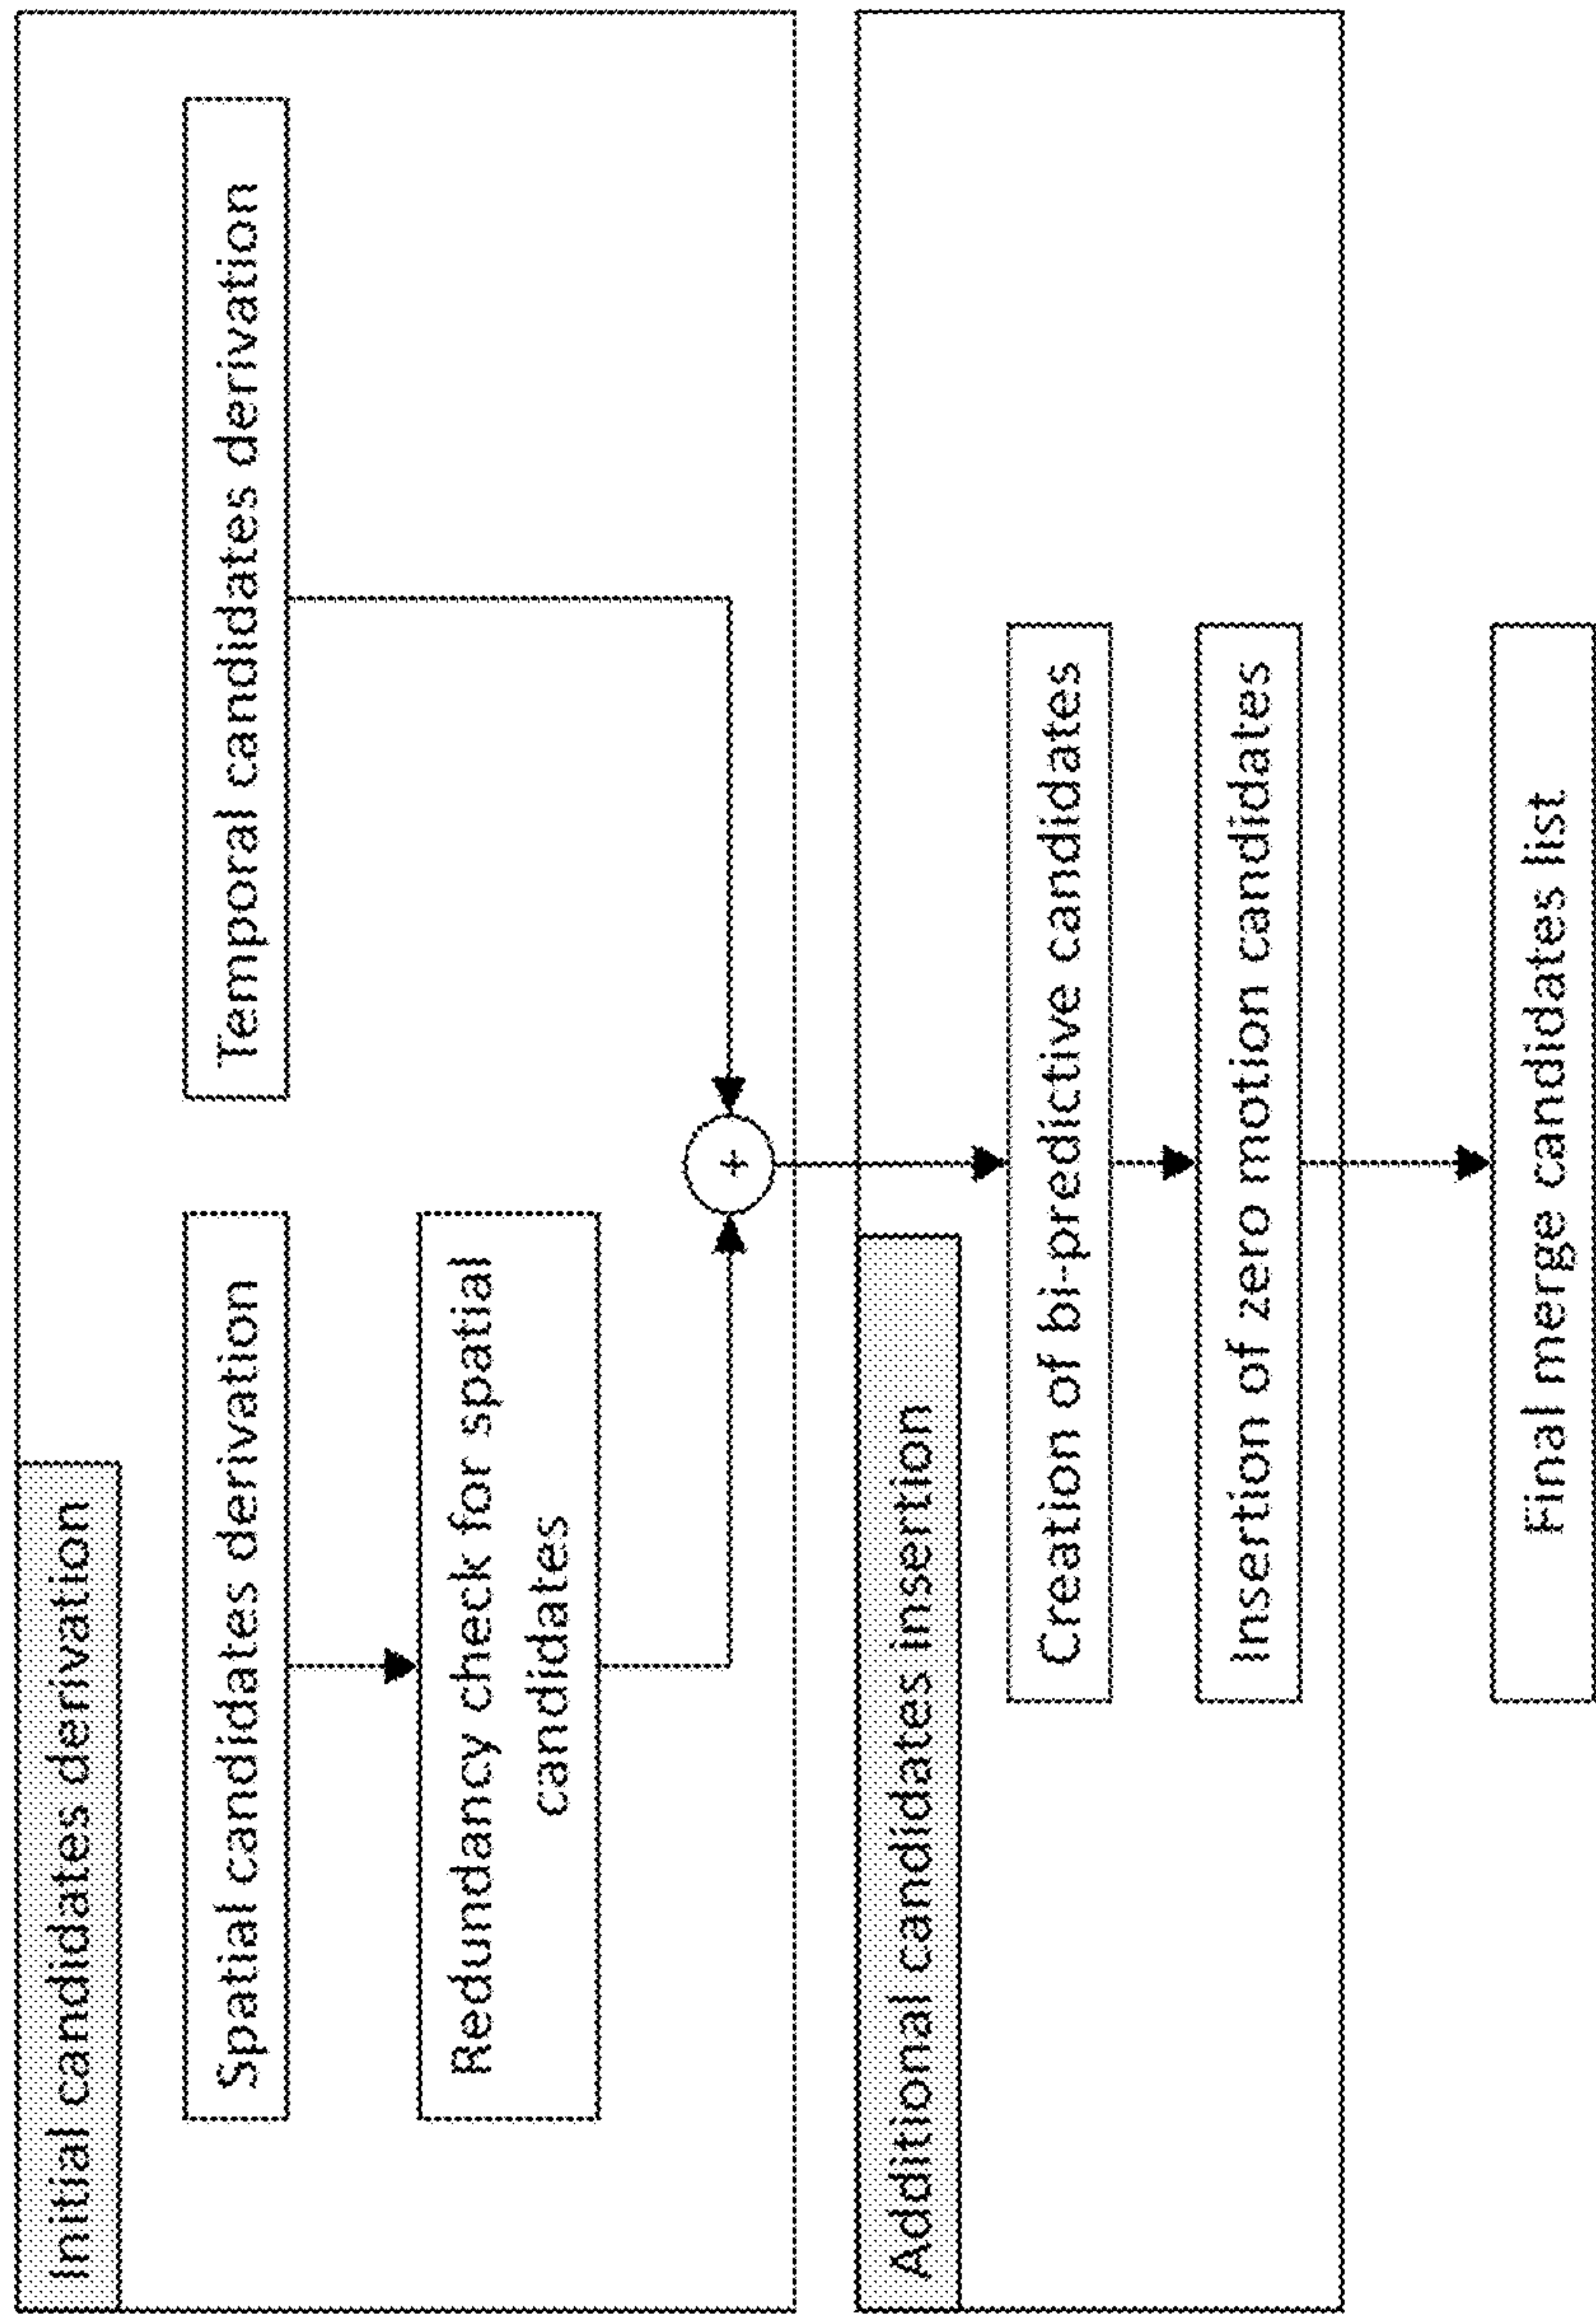 Initial candidates derivation
Spatial candidates derivation
Temporal candidates derivation
Redundancy check for spatial
candidates
+
Additional candidates insertion
Creation of bi-predictive candidates
Insertion of zero motion candidates
Final merge candidates list